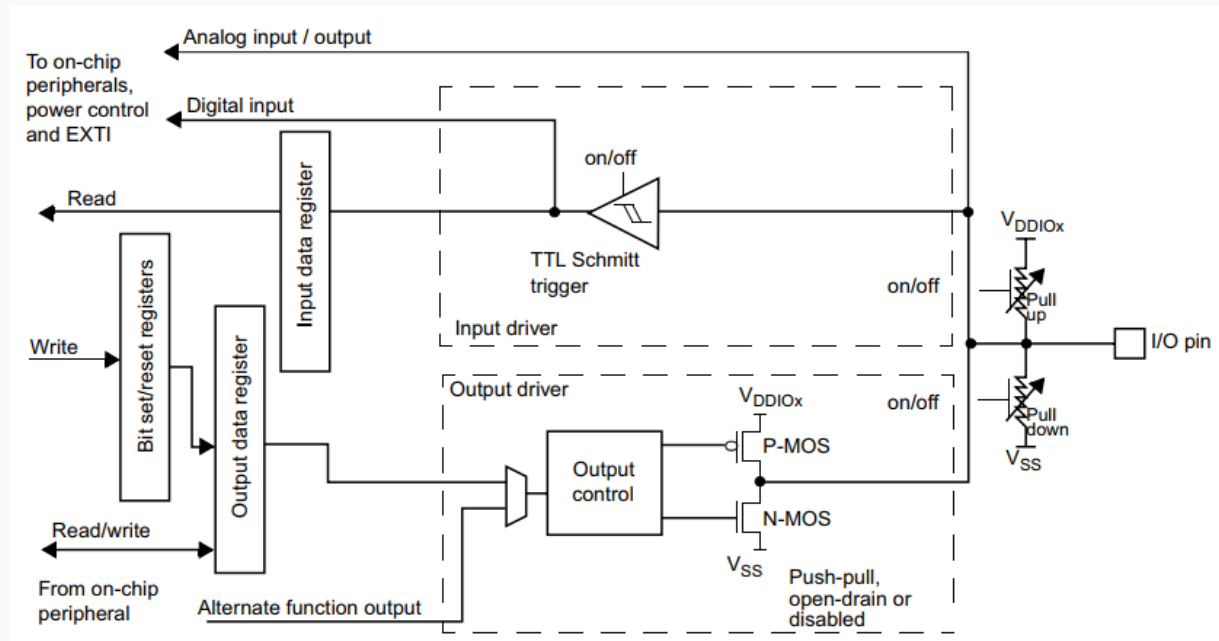 Analog input / output
To on-chip
peripherals,
power control
and EXTI
Digital input
on/off
Read
Input data register
TTL Schmitt
trigger
Input driver
VDDIOx
on/off
Pull
up
I/O pin
Write
Bit set/reset registers
Output data register
Output driver
VDDIOx
on/off
Pull
down
VSS
P-MOS
Output
control
N-MOS
VSS
Push-pull,
open-drain or
disabled
Read/write
From on-chip
peripheral
Alternate function output